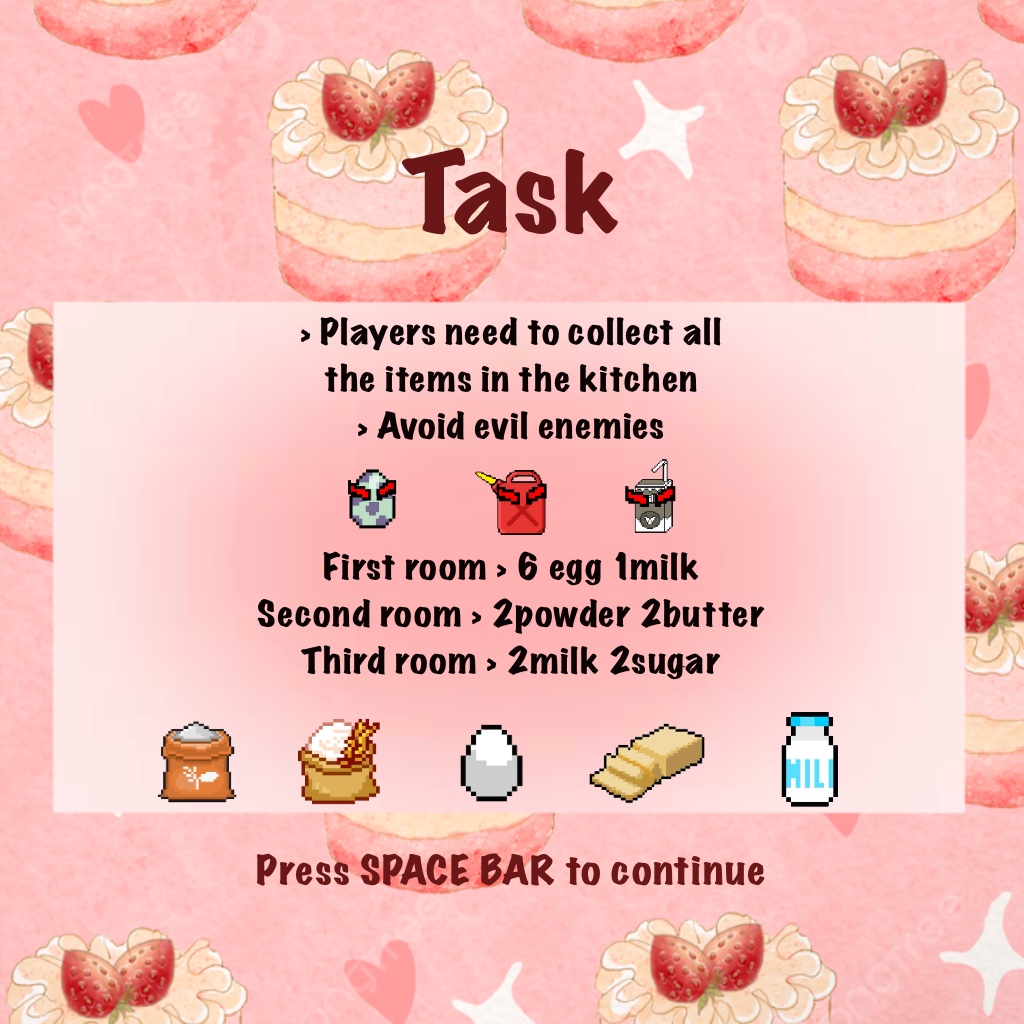 Task
> Players need to collect all
the items in the kitchen
> Avoid evil enemies
First room > 6 egg 1milk
Second room > 2powder 2butter
Third room > 2milk 2sugar
MIL
Press SPACE BAR to continue